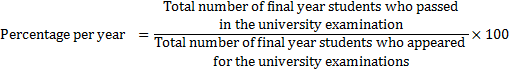 Total number of final year students who passed
in the university examination
Percentage per year = × 100
Total number of final year students who appeared
for the university examinations